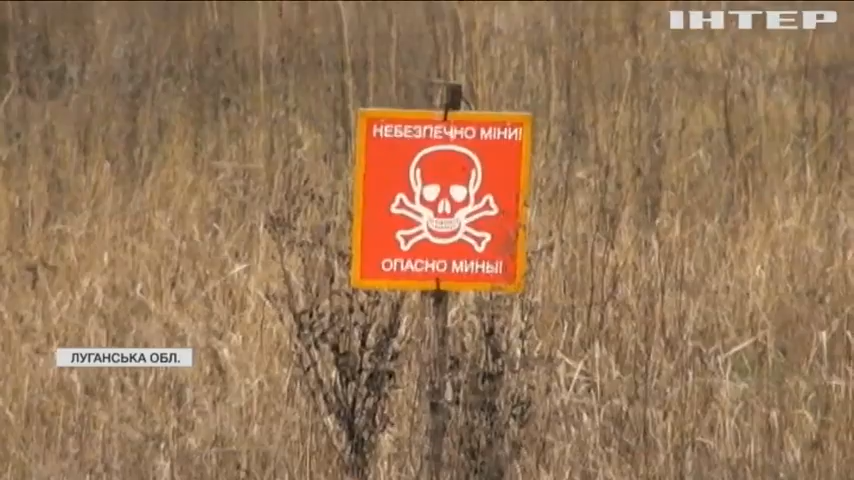 ІНТЕР
НЕБЕЗПЕЧНО МІНИ!
ОПАСНО МИНЫ!
ЛУГАНСЬКА ОБЛ.